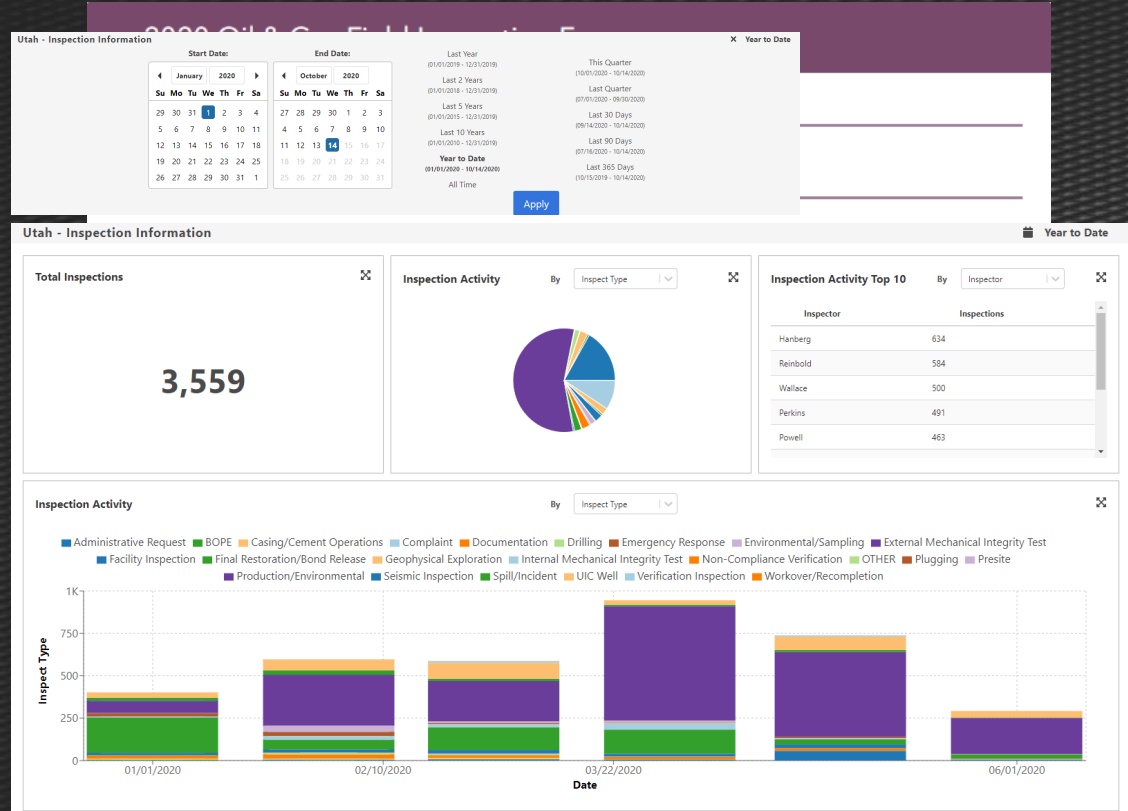 Utah - Inspection Information
✕ Year to Date
Start Date:
January 2020
Su Mo Tu We Th Fr Sa
29 30 31 1 2 3 4
5 6 7 8 9 10 11
12 13 14 15 16 17 18
19 20 21 22 23 24 25
26 27 28 29 30 31 1
End Date:
October 2020
Su Mo Tu We Th Fr Sa
27 28 29 30 1 2 3
4 5 6 7 8 9 10
11 12 13 14 15 16 17
18 19 20 21 22 23 24
25 26 27 28 29 30 31
Last Year
(01/01/2019 - 12/31/2019)
Last 2 Years
(01/01/2018 - 12/31/2019)
Last 5 Years
(01/01/2015 - 12/31/2019)
Last 10 Years
(01/01/2010 - 12/31/2019)
Year to Date
(01/01/2020 - 10/14/2020)
All Time
This Quarter
(10/01/2020 - 10/14/2020)
Last Quarter
(07/01/2020 - 09/30/2020)
Last 30 Days
(09/14/2020 - 10/14/2020)
Last 90 Days
(07/16/2020 - 10/14/2020)
Last 365 Days
(10/15/2019 - 10/14/2020)
Apply
Utah - Inspection Information
Year to Date
Total Inspections
3,559
Inspection Activity By Inspect Type
Inspection Activity Top 10 By Inspector
Inspector Inspections
Hanberg 634
Reinbold 584
Wallace 500
Perkins 491
Powell 463
Inspection Activity By Inspect Type
Administrative Request BOPE Casing/Cement Operations Complaint Documentation Drilling Emergency Response Environmental/Sampling External Mechanical Integrity Test
Facility Inspection Final Restoration/Bond Release Geophysical Exploration Internal Mechanical Integrity Test Non-Compliance Verification OTHER Plugging Presite
Production/Environmental Seismic Inspection Spill/Incident UIC Well Verification Inspection Workover/Recompletion
1K
750
500
250
0
Inspect Type
01/01/2020 02/10/2020 03/22/2020 06/01/2020
Date